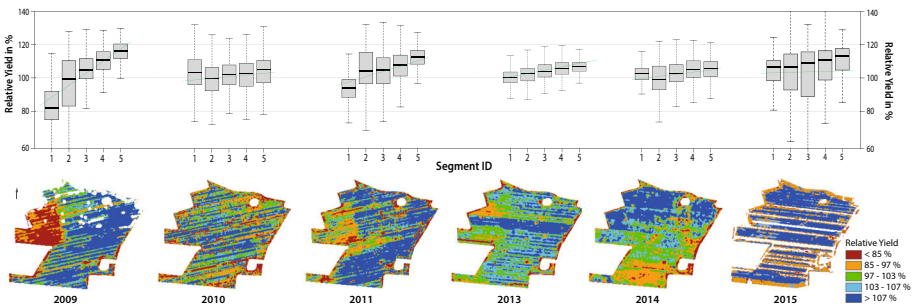 140
120
100
80
60
Relative Yield in %
140
120
100
80
60
Relative Yield in %
1 2 3 4 5
1 2 3 4 5
1 2 3 4 5
1 2 3 4 5
1 2 3 4 5
1 2 3 4 5
Segment ID
Relative Yield
< 85 %
85 - 97 %
97 - 103 %
103 - 107 %
> 107 %
2009
2010
2011
2013
2014
2015